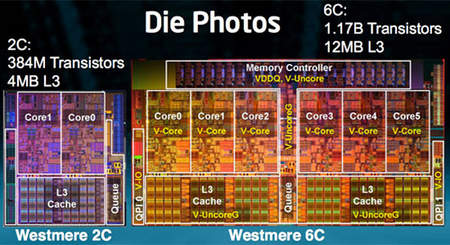 Die Photos
2C:
384M Transistors
4MB L3
6C:
1.17B Transistors
12MB L3
Core1
Core0
L3
Cache
Queue
Westmere 2C
Memory Controller
VDDQ, V-Uncore
V-IO
QPI 0
Core0
V-Core
Core1
V-Core
Core2
V-Core
V-UncoreG
Core3
V-Core
Core4
V-Core
Core5
V-Core
L3
Cache
V-UncoreG
Queue
L3
Cache
V-UncoreG
V-IO
QPI 1
Westmere 6C